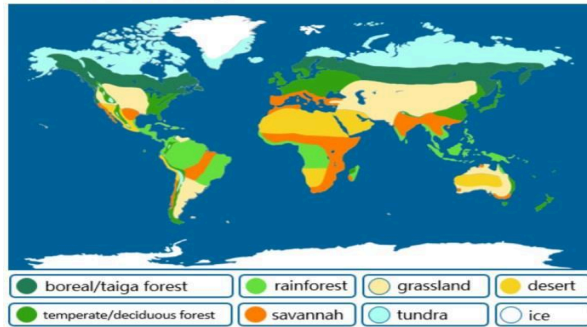 boreal/taiga forest rainforest grassland desert
temperate/deciduous forest savannah tundra ice